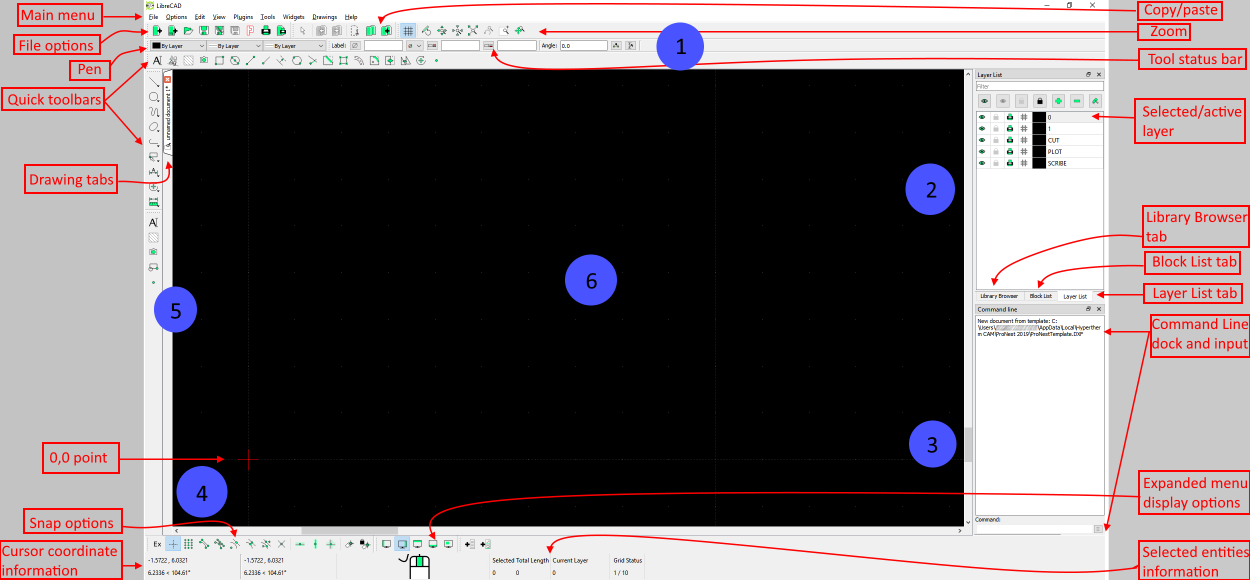 LibreCAD
Main menu
File Options Edit View Plugins Tools Widgets Drawings Help
Copy/paste
File options
Zoom
Pen
By Layer By Layer By Layer Label: Angle: 0.0
1
Tool status bar
Quick toolbars
unnamed document 1 *
Layer List
Filter
0
1
CUT
PLOT
SCRIBE
Selected/active
layer
Drawing tabs
2
Library Browser
tab
Block List tab
Layer List tab
6
5
Library Browser Block List Layer List
Command line
New document from template: C:
\Users\ \AppData\Local\Hyperther
m CAM\ProNest 2019\ProNestTemplate.DXF"
Command Line
dock and input
0,0 point
3
4
Expanded menu
display options
Snap options
Command:
Ex
Cursor coordinate
information
-1.5722 , 6.0321 -1.5722 , 6.0321
6.2336 < 104.61° 6.2336 < 104.61°
Selected Total Length Current Layer Grid Status
0 0 0 1 / 10
Selected entities
information